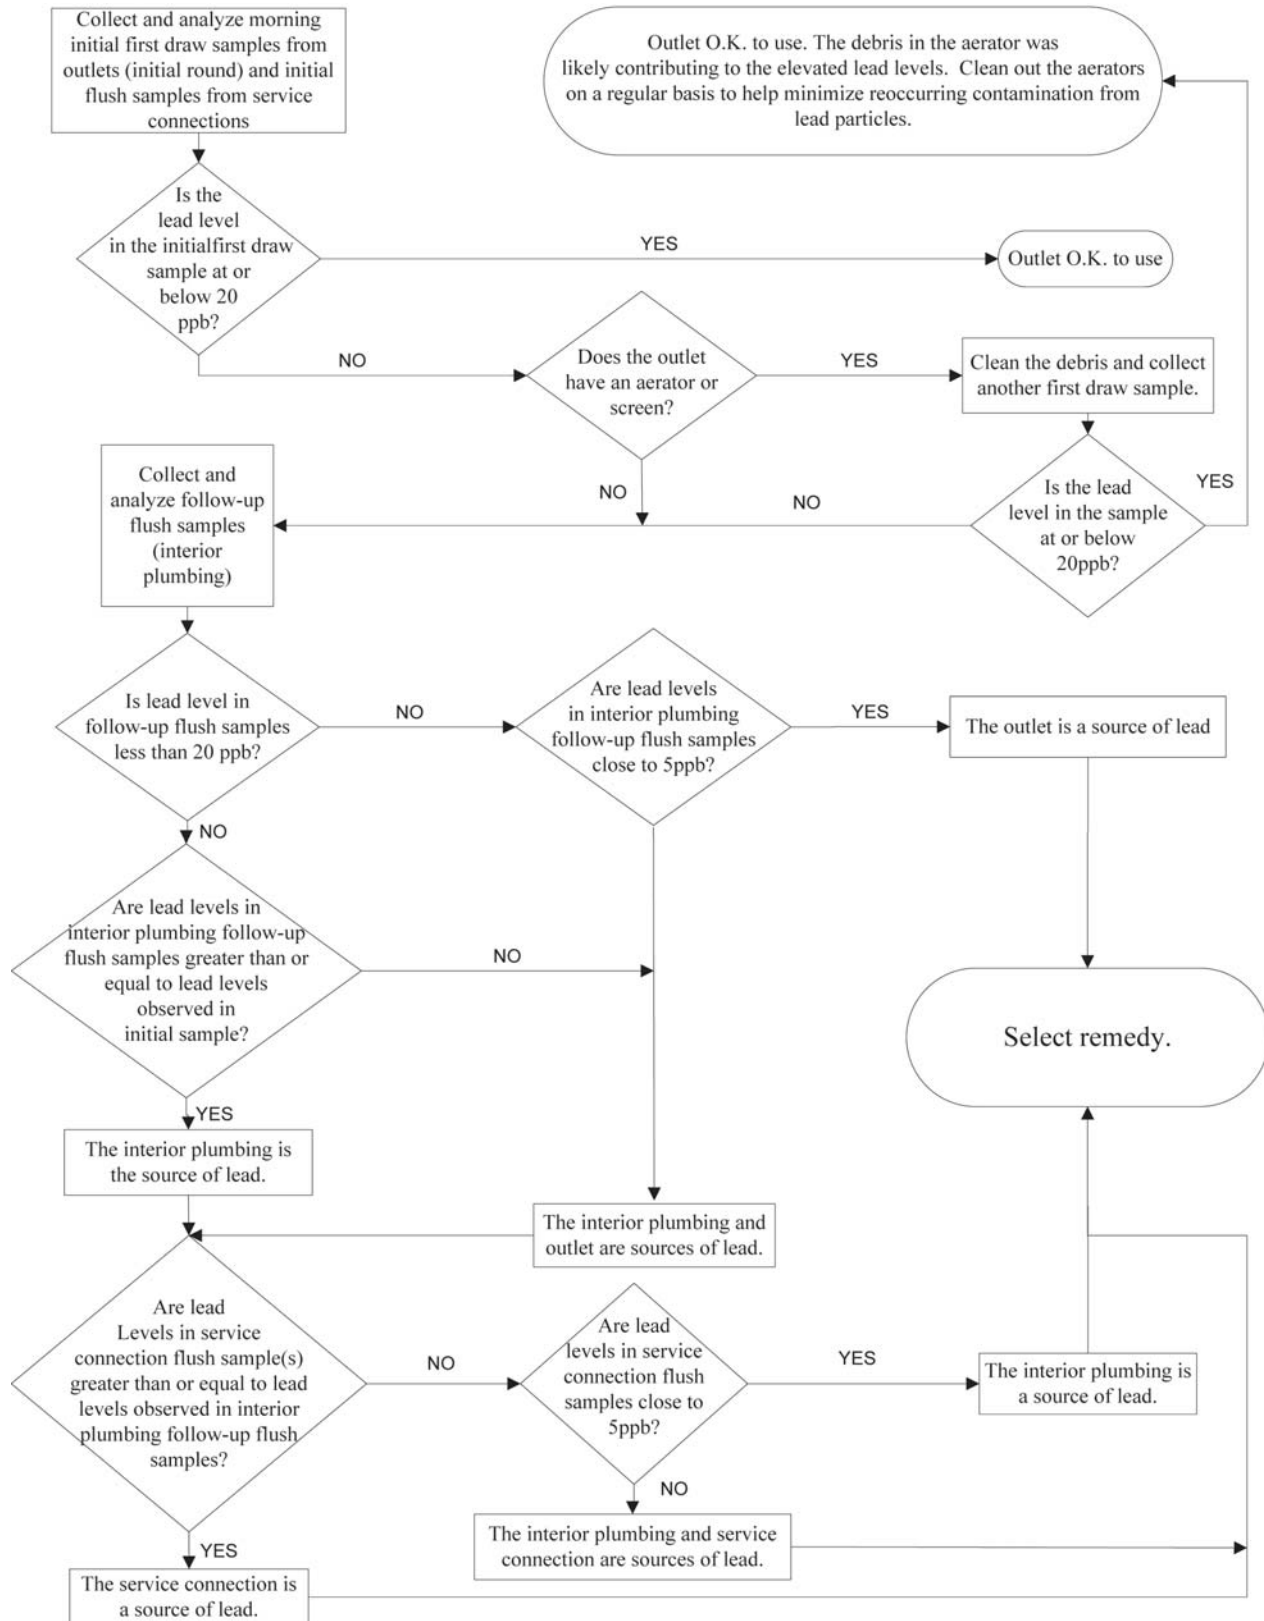 Collect and analyze morning
initial first draw samples from
outlets (initial round) and initial
flush samples from service
connections
Outlet O.K. to use. The debris in the aerator was
likely contributing to the elevated lead levels. Clean out the aerators
on a regular basis to help minimize reoccurring contamination from
lead particles.
Is the
lead level
in the initialfirst draw
sample at or
below 20
ppb?
YES
Outlet O.K. to use
NO
Does the outlet
have an aerator or
screen?
YES
Clean the debris and collect
another first draw sample.
Collect and
analyze follow-up
flush samples
(interior
plumbing)
NO
NO
Is the lead
level in the sample
at or below
20ppb?
YES
Is lead level in
follow-up flush samples
less than 20 ppb?
NO
Are lead levels
in interior plumbing
follow-up flush samples
close to 5ppb?
YES
The outlet is a source of lead
NO
Are lead levels in
interior plumbing follow-up
flush samples greater than or
equal to lead levels
observed in
initial sample?
NO
Select remedy.
YES
The interior plumbing is
the source of lead.
The interior plumbing and
outlet are sources of lead.
Are lead
Levels in service
connection flush sample(s)
greater than or equal to lead
levels observed in interior
plumbing follow-up flush
samples?
NO
Are lead
levels in service
connection flush
samples close to
5ppb?
YES
The interior plumbing is
a source of lead.
NO
The interior plumbing and service
connection are sources of lead.
YES
The service connection is
a source of lead.